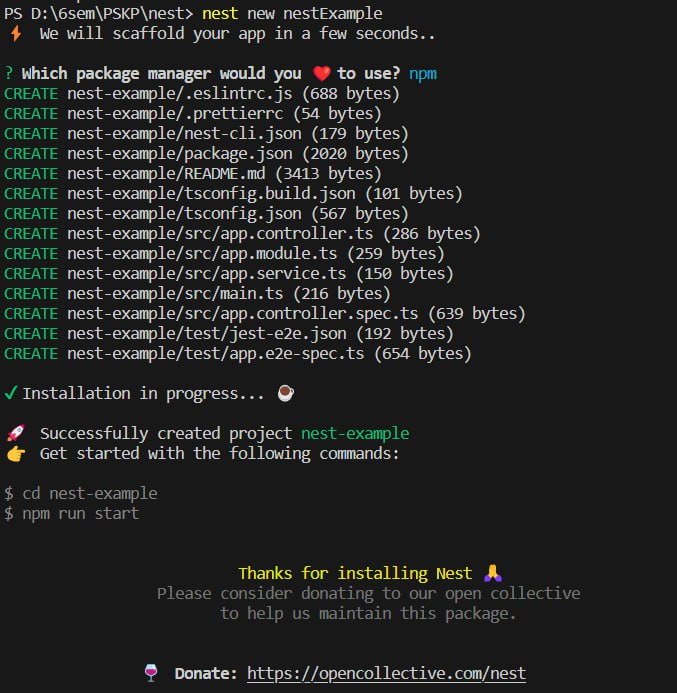 PS D:\6sem\PSKP\nest> nest new nestExample
⚡ We will scaffold your app in a few seconds..
? Which package manager would you ❤️ to use? npm
CREATE nest-example/.eslintrc.js (688 bytes)
CREATE nest-example/.prettierrc (54 bytes)
CREATE nest-example/nest-cli.json (179 bytes)
CREATE nest-example/package.json (2020 bytes)
CREATE nest-example/README.md (3413 bytes)
CREATE nest-example/tsconfig.build.json (101 bytes)
CREATE nest-example/tsconfig.json (567 bytes)
CREATE nest-example/src/app.controller.ts (286 bytes)
CREATE nest-example/src/app.module.ts (259 bytes)
CREATE nest-example/src/app.service.ts (150 bytes)
CREATE nest-example/src/main.ts (216 bytes)
CREATE nest-example/src/app.controller.spec.ts (639 bytes)
CREATE nest-example/test/jest-e2e.json (192 bytes)
CREATE nest-example/test/app.e2e-spec.ts (654 bytes)
✔ Installation in progress... ☕
🚀 Successfully created project nest-example
👉 Get started with the following commands:
$ cd nest-example
$ npm run start
Thanks for installing Nest 🙏
Please consider donating to our open collective
to help us maintain this package.
🍷 Donate: https://opencollective.com/nest